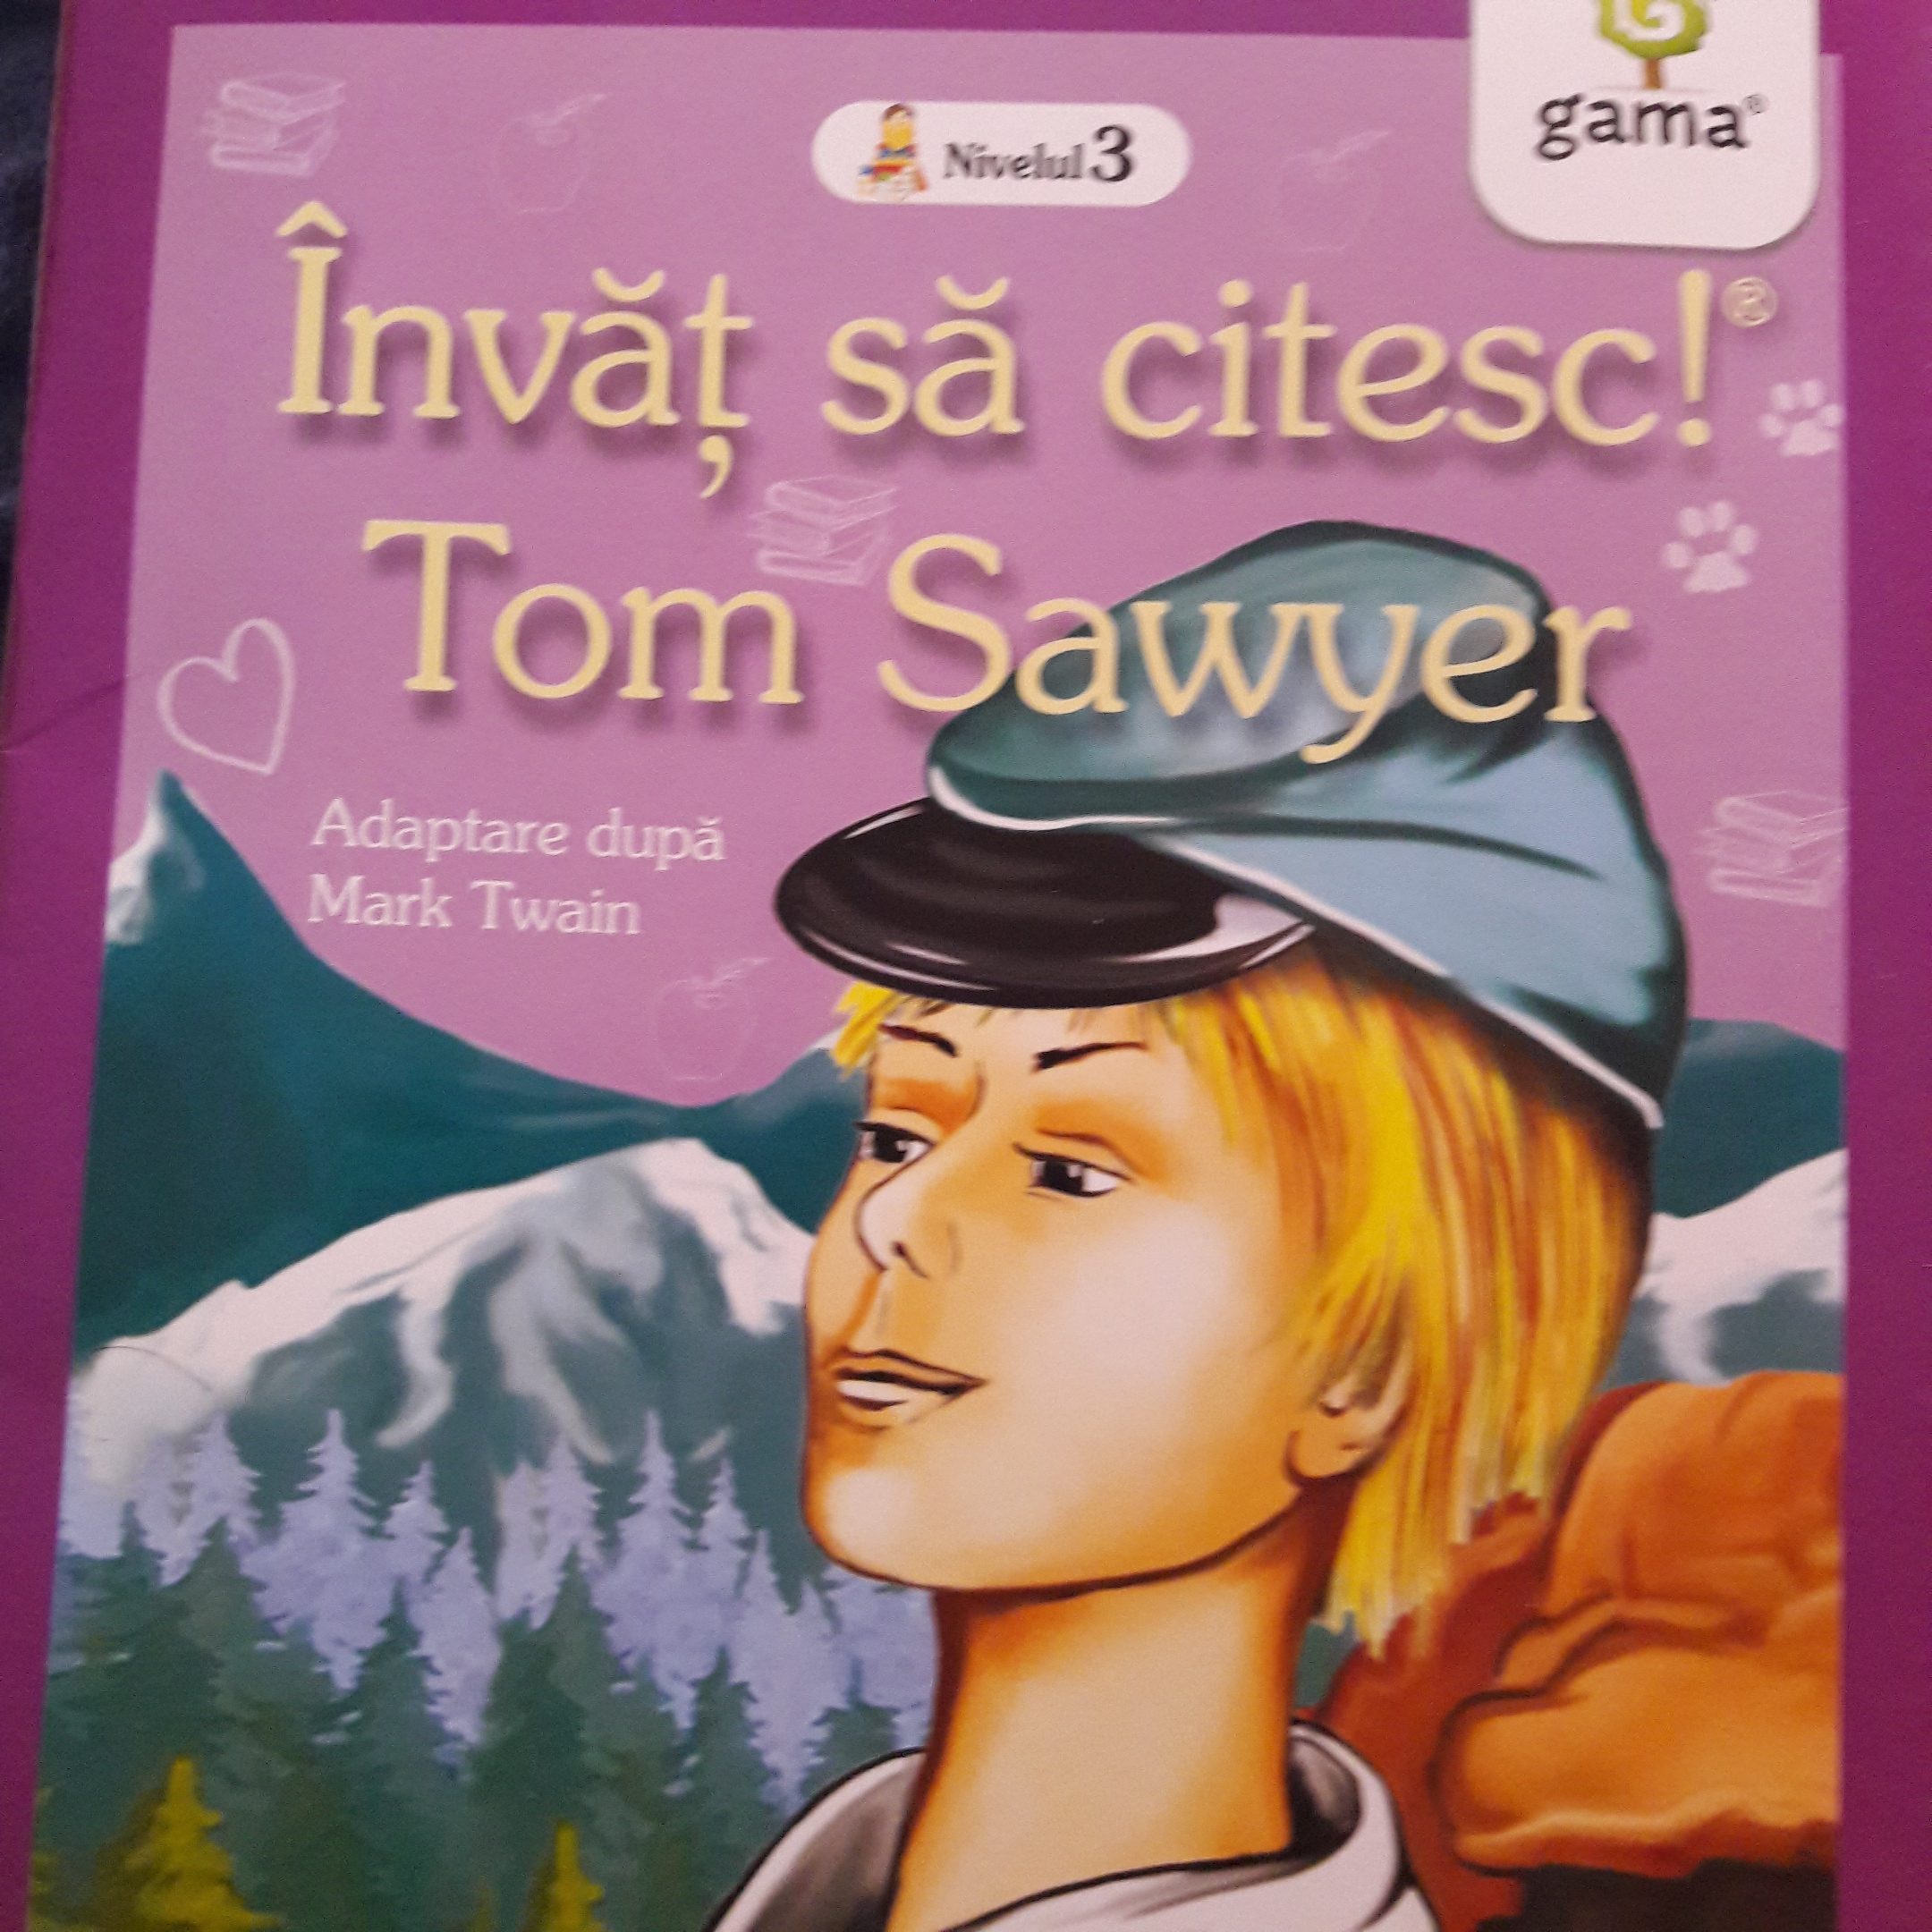 gama®
Nivelul 3
Învăț să citesc!®
Tom Sawyer
Adaptare după
Mark Twain